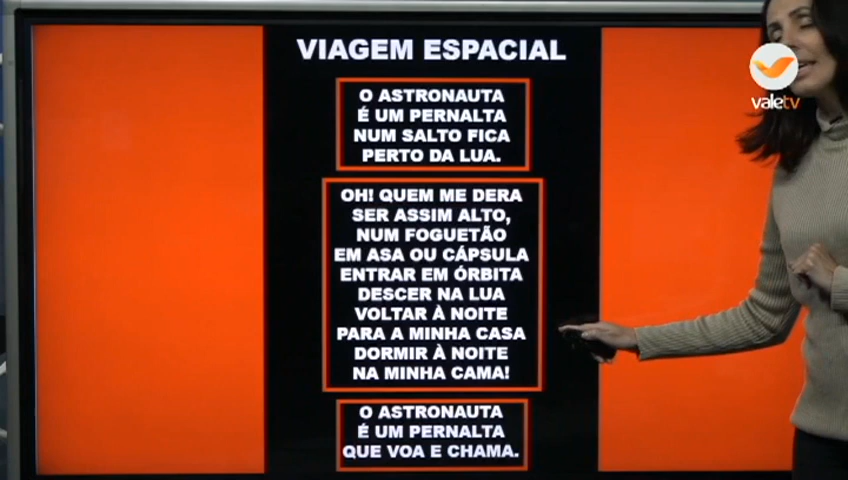 VIAGEM ESPACIAL
O ASTRONAUTA
É UM PERNALTA
NUM SALTO FICA
PERTO DA LUA.
OH! QUEM ME DERA
SER ASSIM ALTO,
NUM FOGUETÃO
EM ASA OU CÁPSULA
ENTRAR EM ÓRBITA
DESCER NA LUA
VOLTAR À NOITE
PARA A MINHA CASA
DORMIR À NOITE
NA MINHA CAMA!
O ASTRONAUTA
É UM PERNALTA
QUE VOA E CHAMA.
valetv